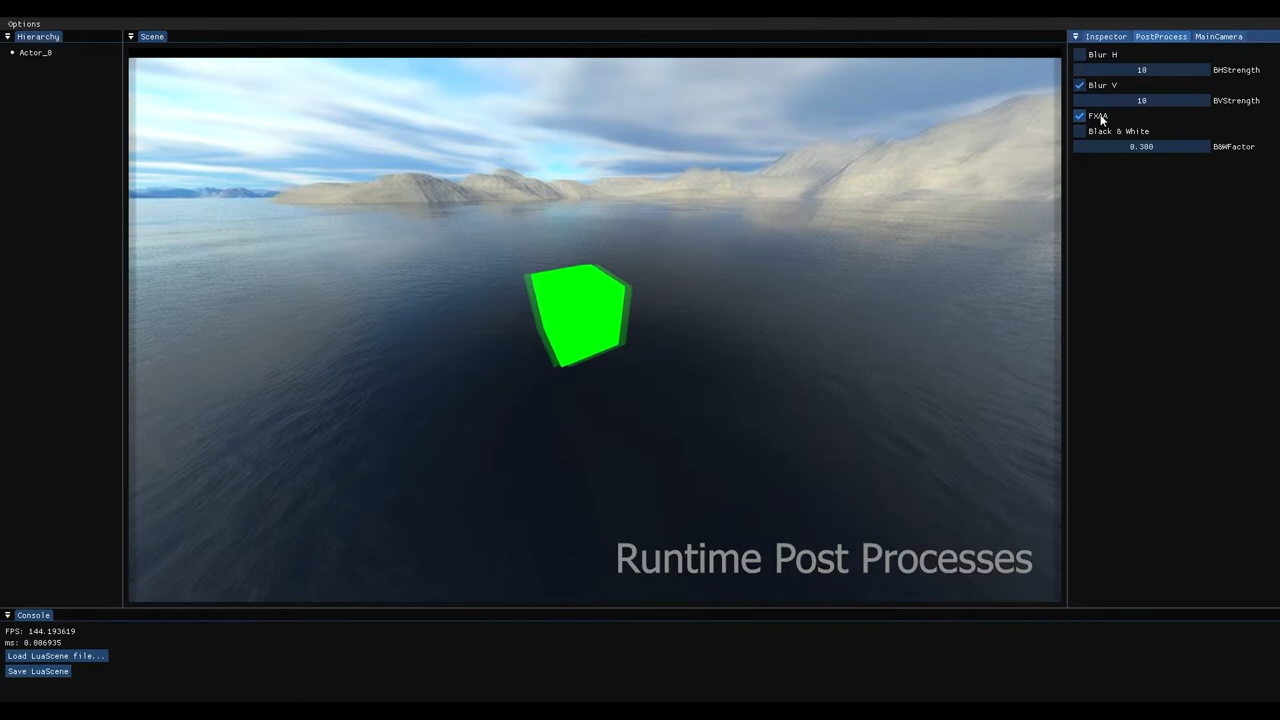 Options
Hierarchy
Scene
Inspector PostProcess MainCamera
Actor_0
Blur H
10 BHStrength
Blur V
10 BVStrength
FXAA
Black & White
0.300 B&WFactor
Runtime Post Processes
Console
FPS: 144.193619
ms: 0.006935
Load LuaScene file...
Save LuaScene